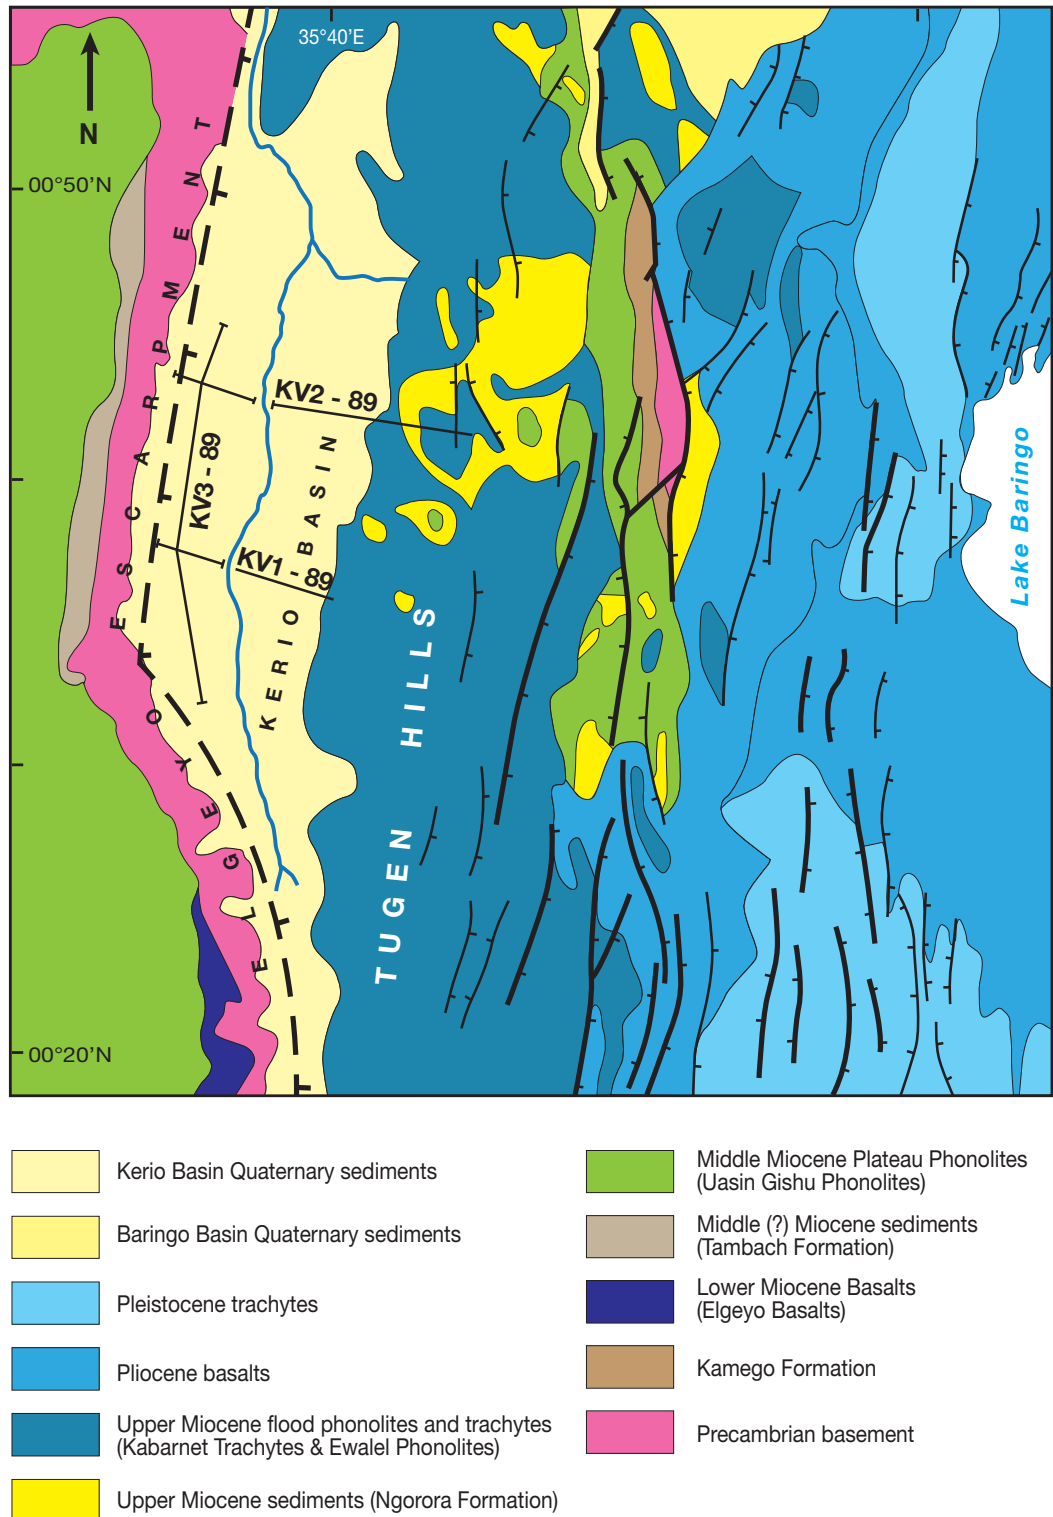 35°40'E
N
00°50'N
ELGEYO ESCARPMENT
KV2 - 89
KV3 - 89
KV1 - 89
KERIO BASIN
TUGEN HILLS
Lake Baringo
00°20'N
Kerio Basin Quaternary sediments
Baringo Basin Quaternary sediments
Pleistocene trachytes
Pliocene basalts
Upper Miocene flood phonolites and trachytes
(Kabarnet Trachytes & Ewalel Phonolites)
Upper Miocene sediments (Ngorora Formation)
Middle Miocene Plateau Phonolites
(Uasin Gishu Phonolites)
Middle (?) Miocene sediments
(Tambach Formation)
Lower Miocene Basalts
(Elgeyo Basalts)
Kamego Formation
Precambrian basement